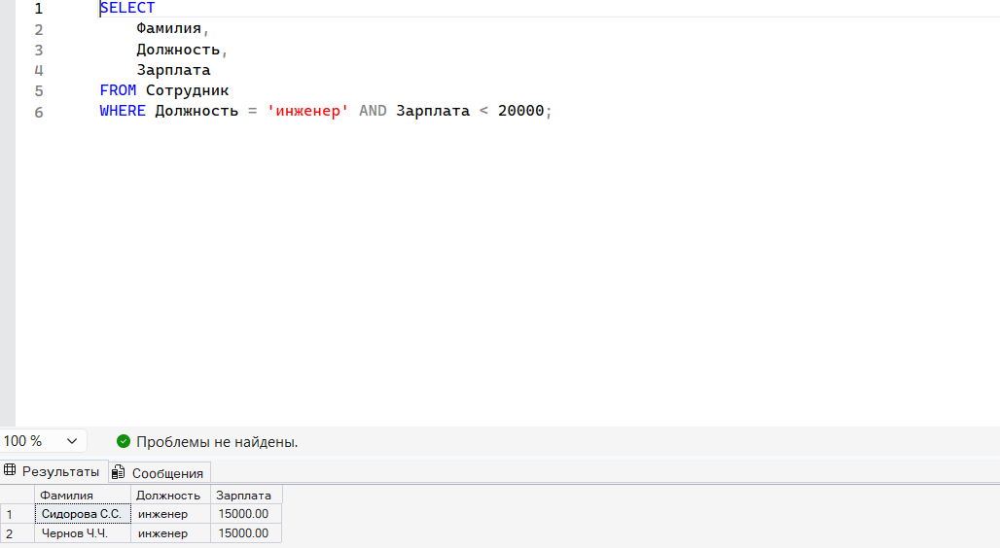 1 SELECT
2 Фамилия,
3 Должность,
4 Зарплата
5 FROM Сотрудник
6 WHERE Должность = 'инженер' AND Зарплата < 20000;
100 % Проблемы не найдены.
Результаты Сообщения
Фамилия Должность Зарплата
1 Сидорова С.С. инженер 15000.00
2 Чернов Ч.Ч. инженер 15000.00